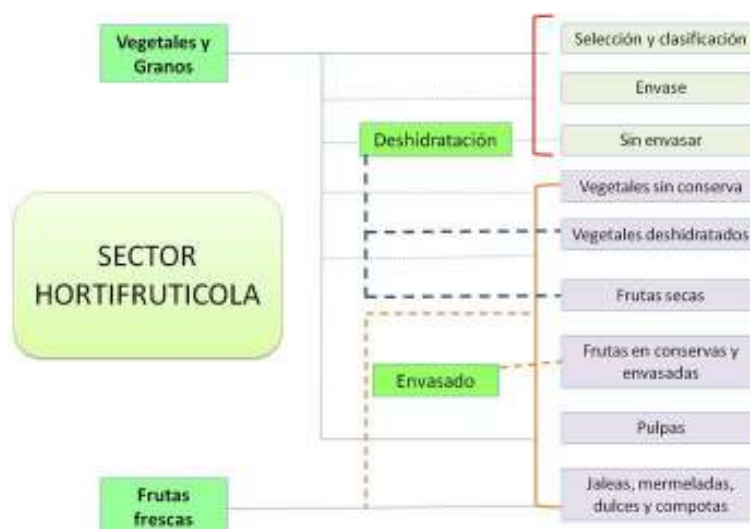 Vegetales y
Granos
Selección y clasificación
Envase
Deshidratación
Sin envasar
Vegetales sin conserva
SECTOR
HORTIFRUTICOLA
Vegetales deshidratados
Frutas secas
Envasado
Frutas en conservas y
envasadas
Pulpas
Frutas
frescas
Jaleas, mermeladas,
dulces y compotas